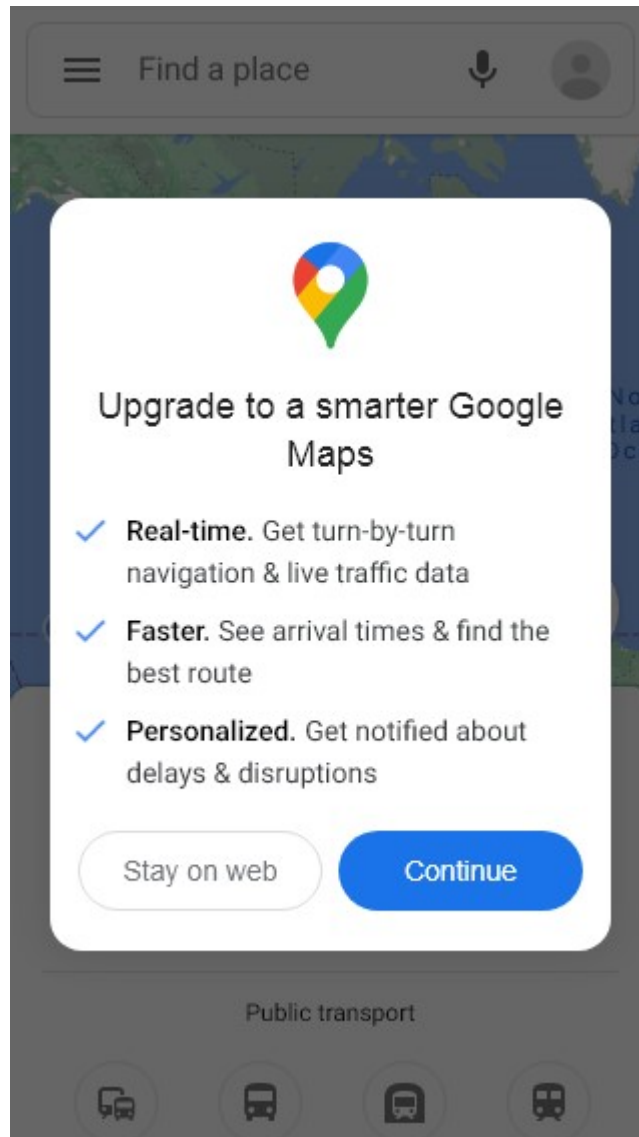 Find a place
Upgrade to a smarter Google
Maps
Real-time. Get turn-by-turn
navigation & live traffic data
Faster. See arrival times & find the
best route
Personalized. Get notified about
delays & disruptions
Stay on web
Continue
Public transport